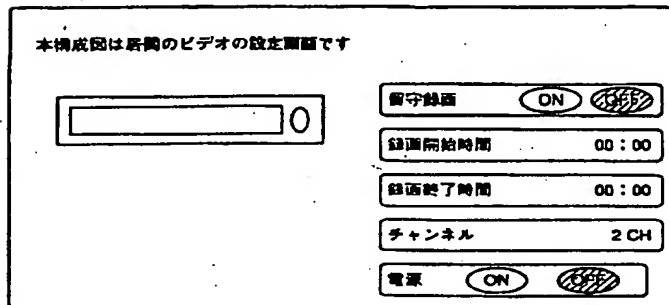 本構成図は居間のビデオの設定画面です
留守録画 ON OFF
録画開始時間 00:00
録画終了時間 00:00
チャンネル 2 CH
電源 ON OFF